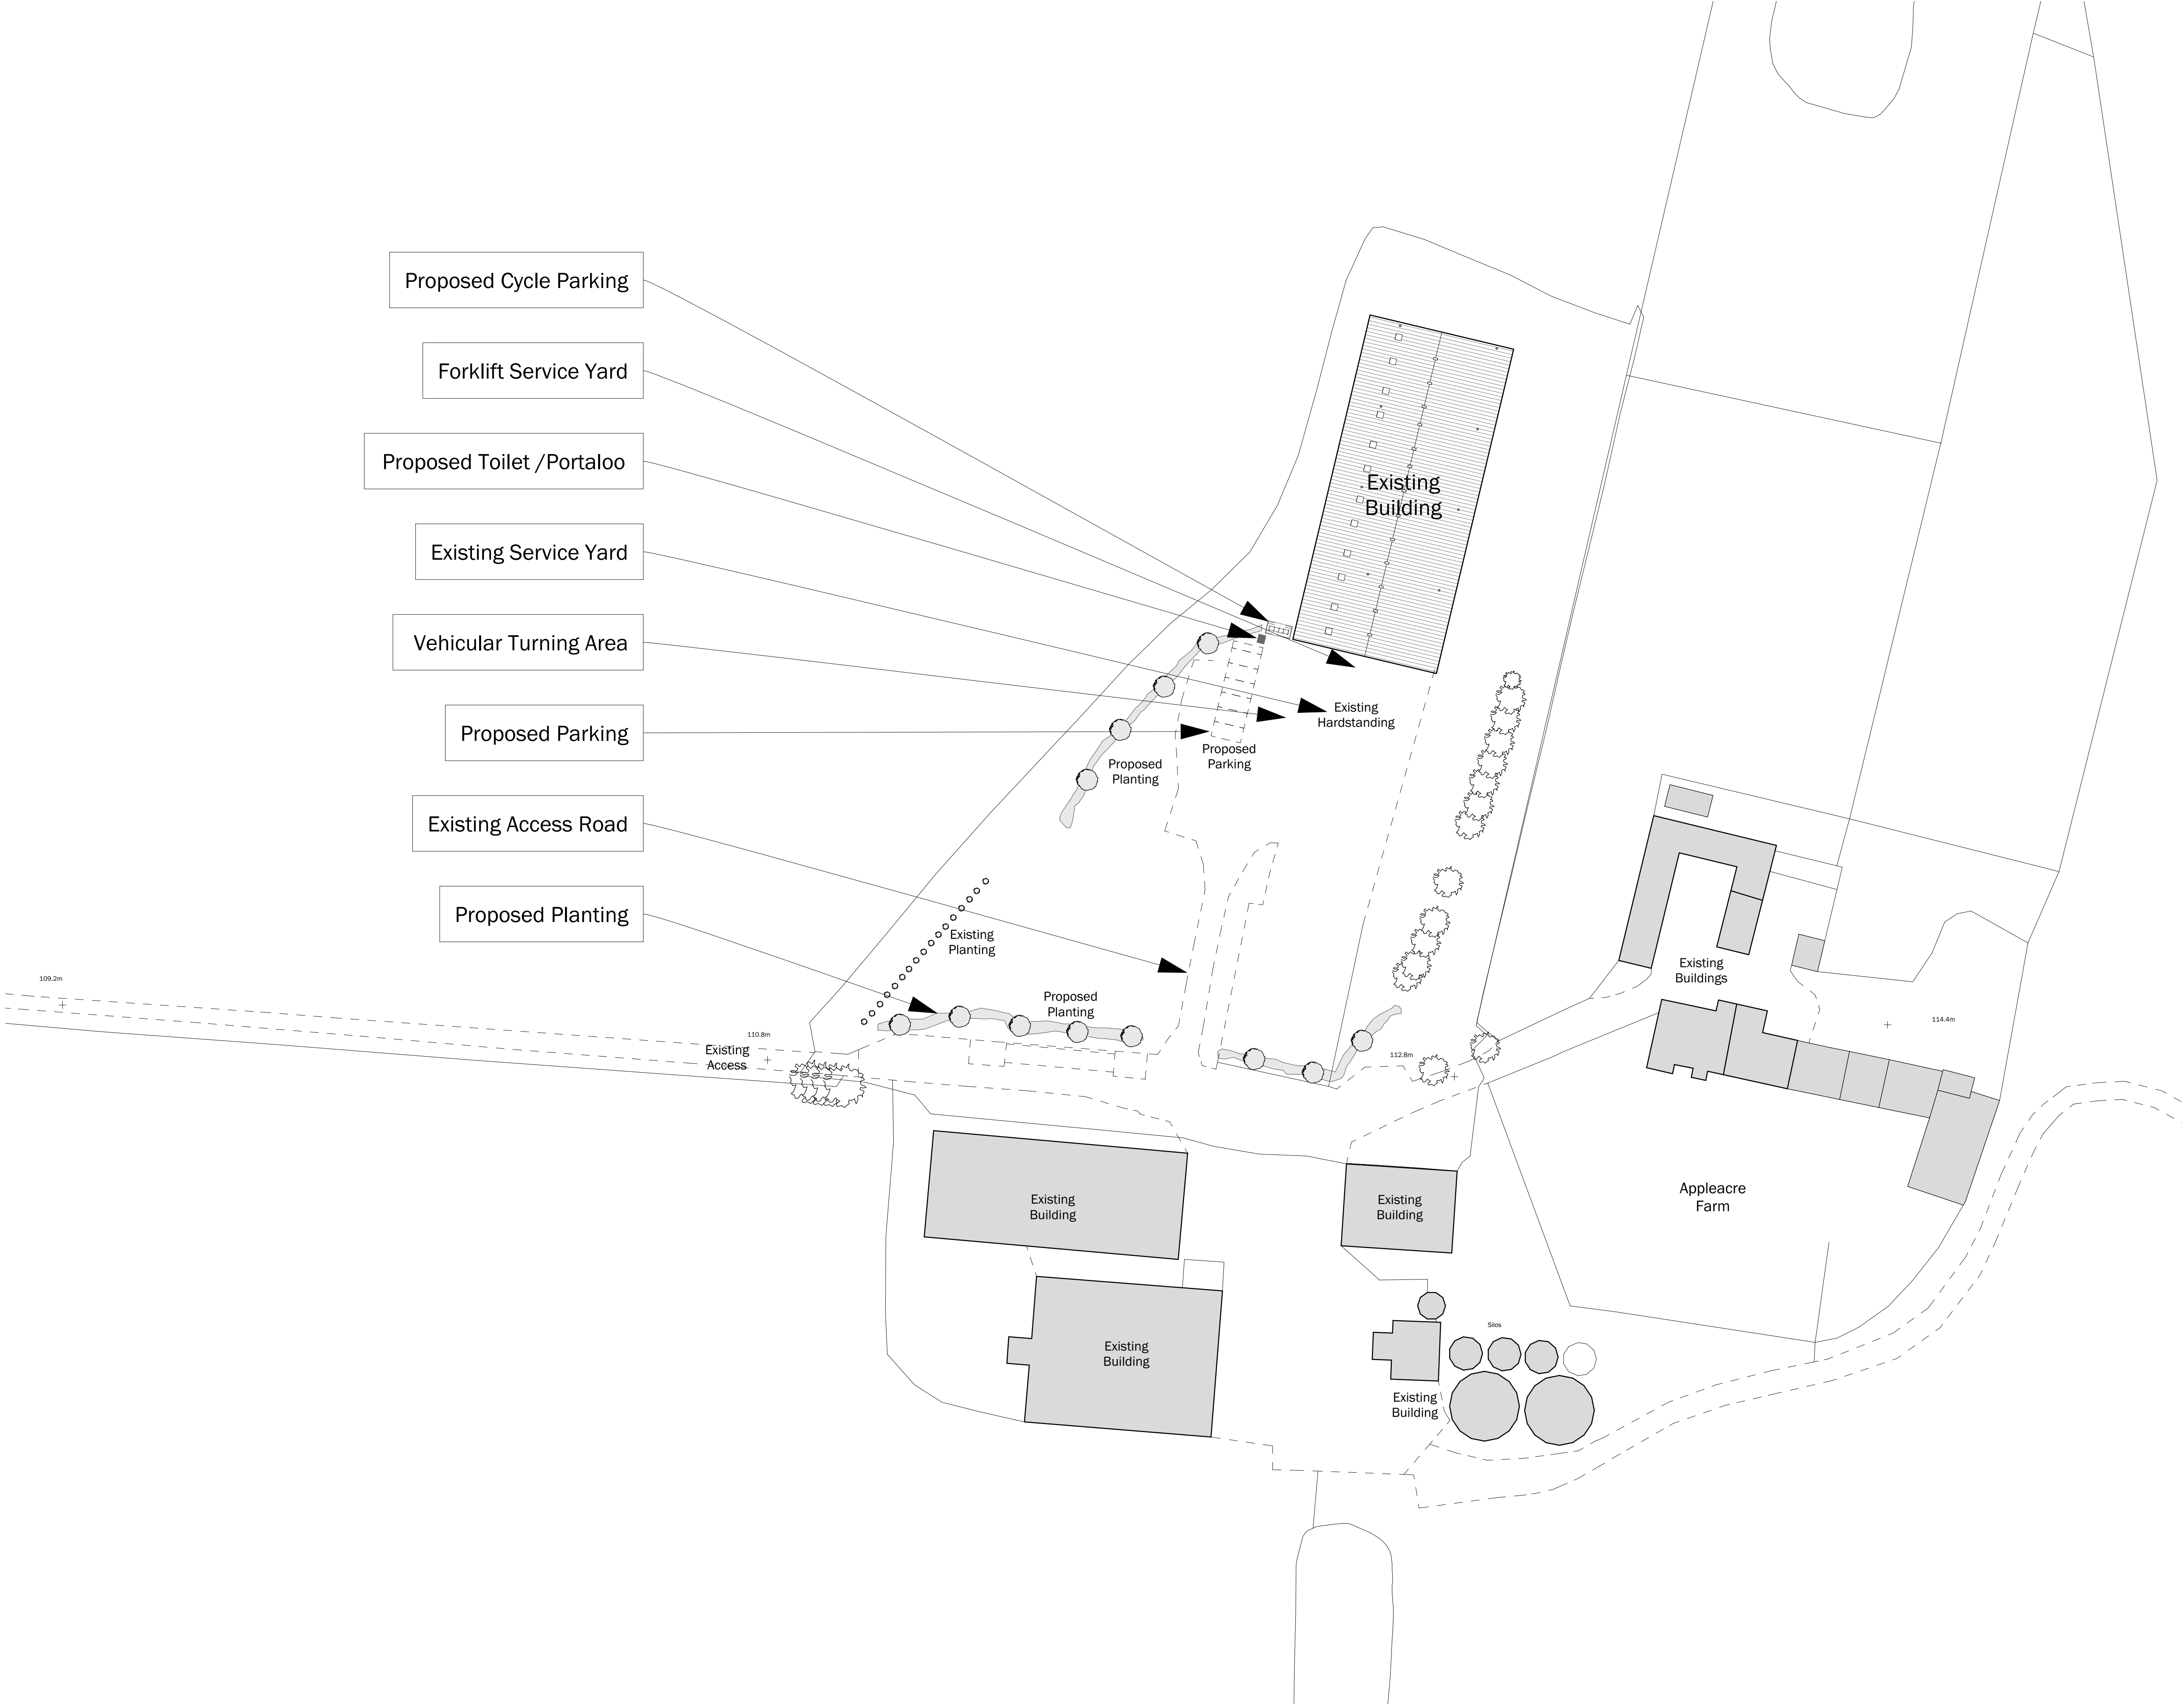 Proposed Cycle Parking
Forklift Service Yard
Proposed Toilet /Portaloo
Existing Service Yard
Vehicular Turning Area
Proposed Parking
Existing Access Road
Proposed Planting
Existing
Building
Existing
Hardstanding
Proposed
Parking
Proposed
Planting
Existing
Planting
Proposed
Planting
Existing
Buildings
109.2m
110.8m
Existing
Access
112.8m
114.4m
Existing
Building
Existing
Building
Appleacre
Farm
Existing
Building
Silos
Existing
Building